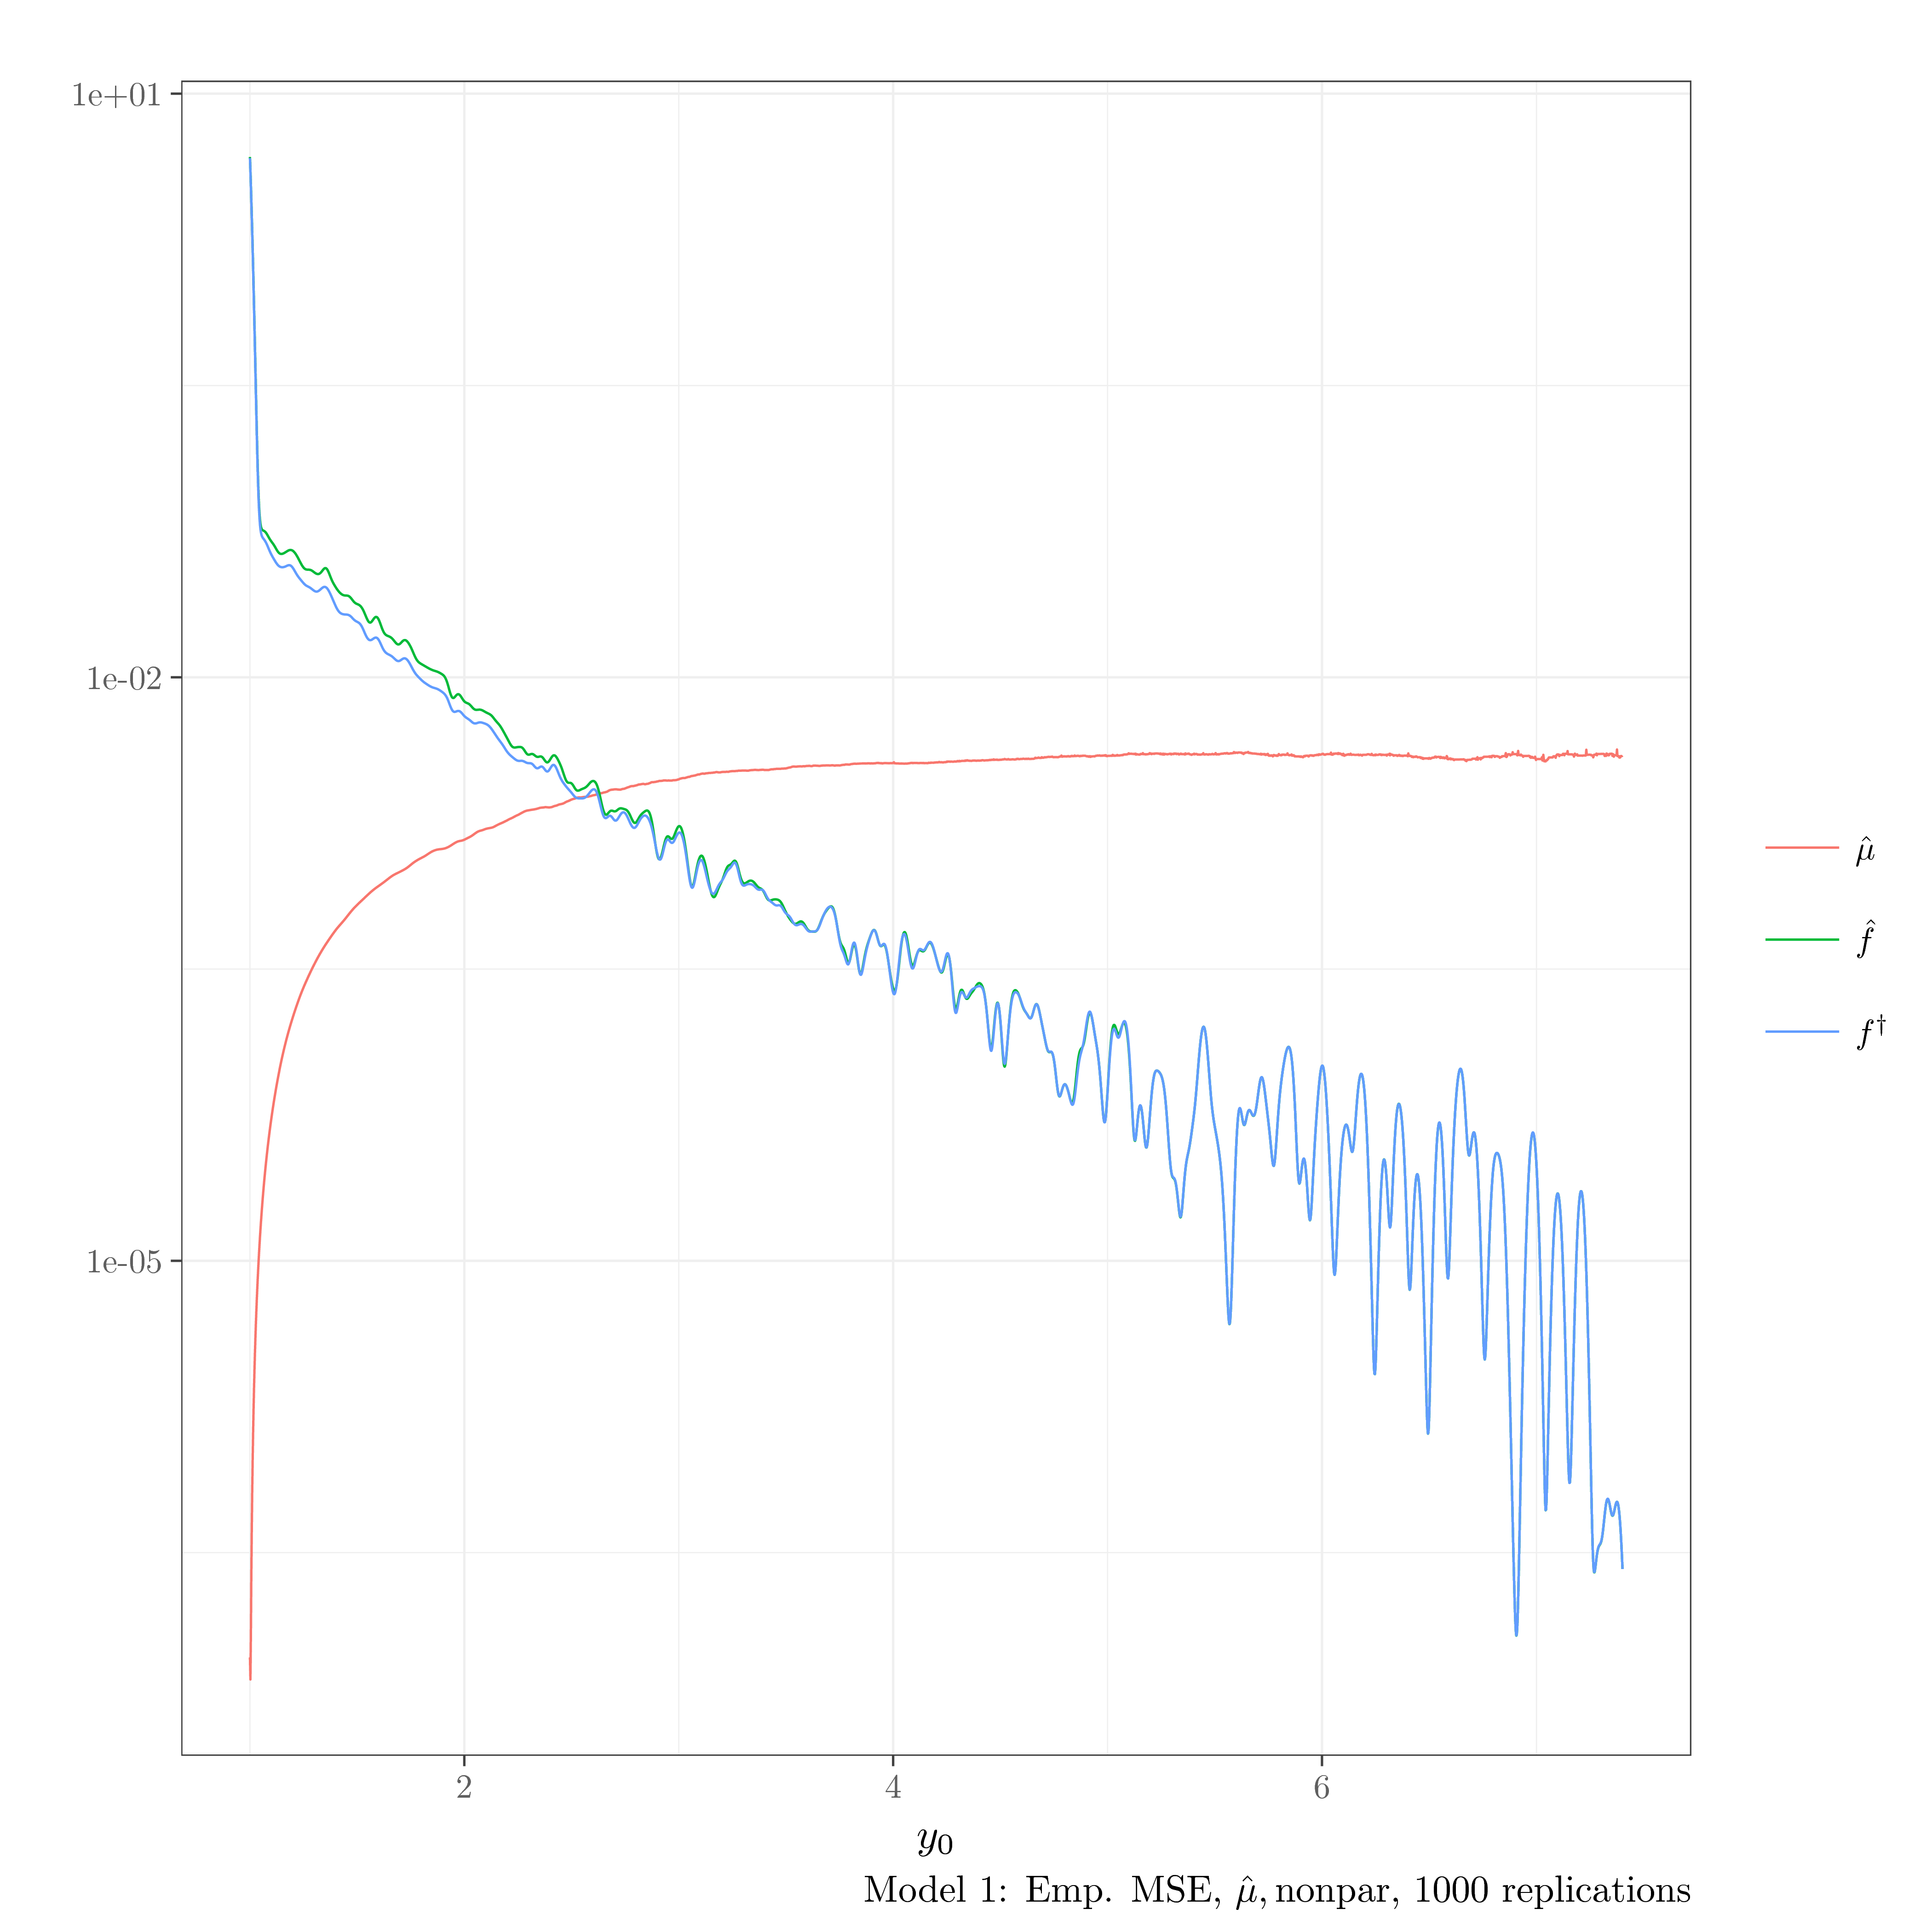 1e+01
1e-02
1e-05
2 4 6
y₀
μ̂
f̂
f†
Model 1: Emp. MSE, μ̂, nonpar, 1000 replications